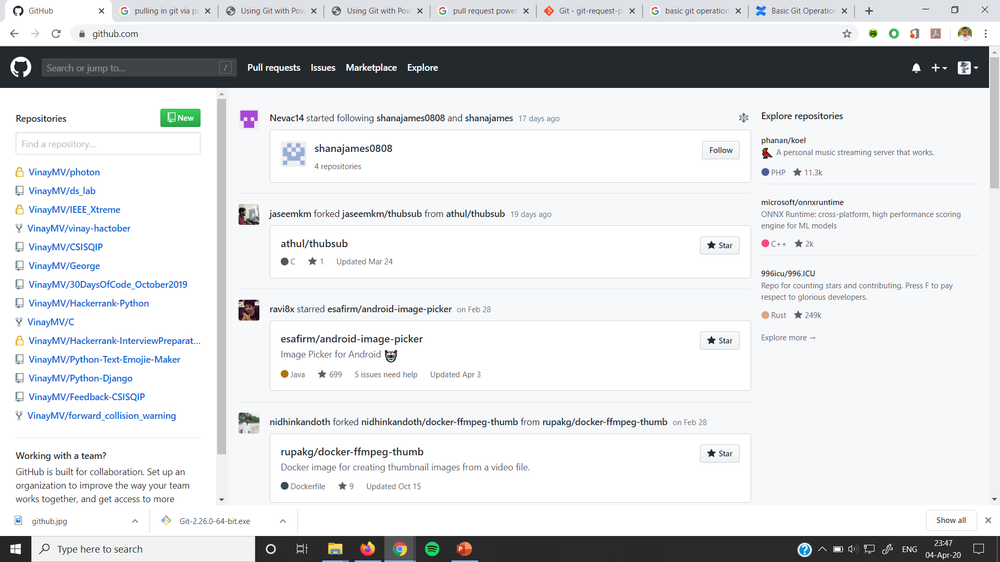 GitHub
pulling in git via po
Using Git with Pow
Using Git with Pow
pull request power
Git - git-request-p
basic git operation
Basic Git Operatio
github.com
Search or jump to...
/
Pull requests
Issues
Marketplace
Explore
Repositories
New
Find a repository...
VinayMV/photon
VinayMV/ds_lab
VinayMV/IEEE_Xtreme
VinayMV/vinay-hactober
VinayMV/CSISQIP
VinayMV/George
VinayMV/30DaysOfCode_October2019
VinayMV/Hackerrank-Python
VinayMV/C
VinayMV/Hackerrank-InterviewPreparat...
VinayMV/Python-Text-Emojie-Maker
VinayMV/Python-Django
VinayMV/Feedback-CSISQIP
VinayMV/forward_collision_warning
Working with a team?
GitHub is built for collaboration. Set up an
organization to improve the way your team
works together, and get access to more
Nevac14 started following shanajames0808 and shanajames 17 days ago
shanajames0808
Follow
4 repositories
jaseemkm forked jaseemkm/thubsub from athul/thubsub 19 days ago
athul/thubsub
Star
C 1 Updated Mar 24
ravi8x starred esafirm/android-image-picker on Feb 28
esafirm/android-image-picker
Star
Image Picker for Android
Java 699 5 issues need help Updated Apr 3
nidhinkandoth forked nidhinkandoth/docker-ffmpeg-thumb from rupakg/docker-ffmpeg-thumb on Feb 28
rupakg/docker-ffmpeg-thumb
Star
Docker image for creating thumbnail images from a video file.
Dockerfile 9 Updated Oct 15
Explore repositories
phanan/koel
A personal music streaming server that works.
PHP 11.3k
microsoft/onnxruntime
ONNX Runtime: cross-platform, high performance scoring
engine for ML models
C++ 2k
996icu/996.ICU
Repo for counting stars and contributing. Press F to pay
respect to glorious developers.
Rust 249k
Explore more →
github.jpg
Git-2.26.0-64-bit.exe
Show all
Type here to search
ENG
23:47
04-Apr-20